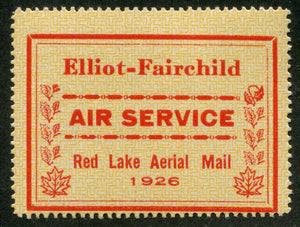 Elliot-Fairchild
AIR SERVICE
Red Lake Aerial Mail
1926